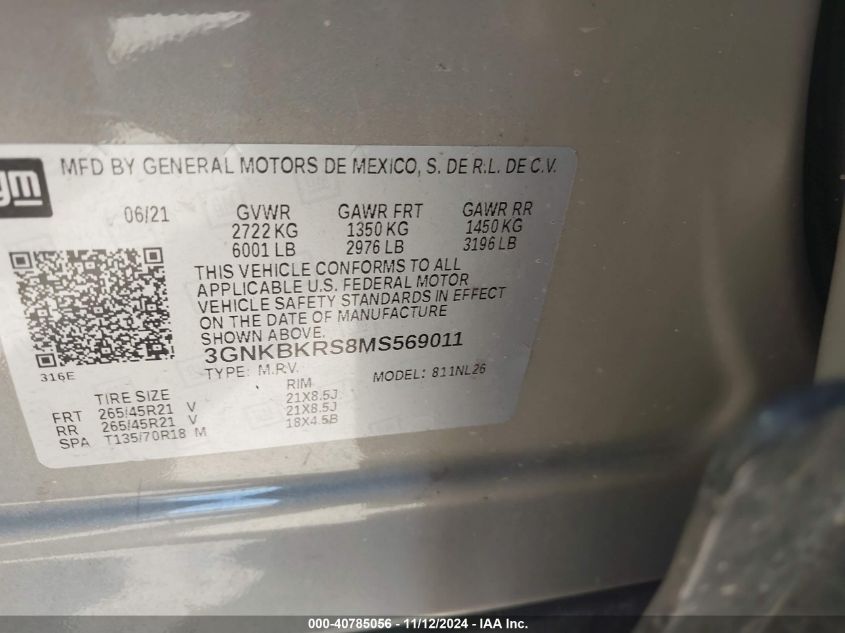 gm
MFD BY GENERAL MOTORS DE MEXICO, S. DE R.L. DE C.V.
06/21 GVWR GAWR FRT GAWR RR
2722 KG 1350 KG 1450 KG
6001 LB 2976 LB 3196 LB
THIS VEHICLE CONFORMS TO ALL
APPLICABLE U.S. FEDERAL MOTOR
VEHICLE SAFETY STANDARDS IN EFFECT
ON THE DATE OF MANUFACTURE
SHOWN ABOVE.
3GNKBKRS8MS569011
316E TYPE: M.P.V. MODEL: 811NL26
TIRE SIZE RIM
FRT 265/45R21 V 21X8.5J
RR 265/45R21 V 21X8.5J
SPA T135/70R18 M 18X4.5B
000-40785056 - 11/12/2024 - IAAI.com